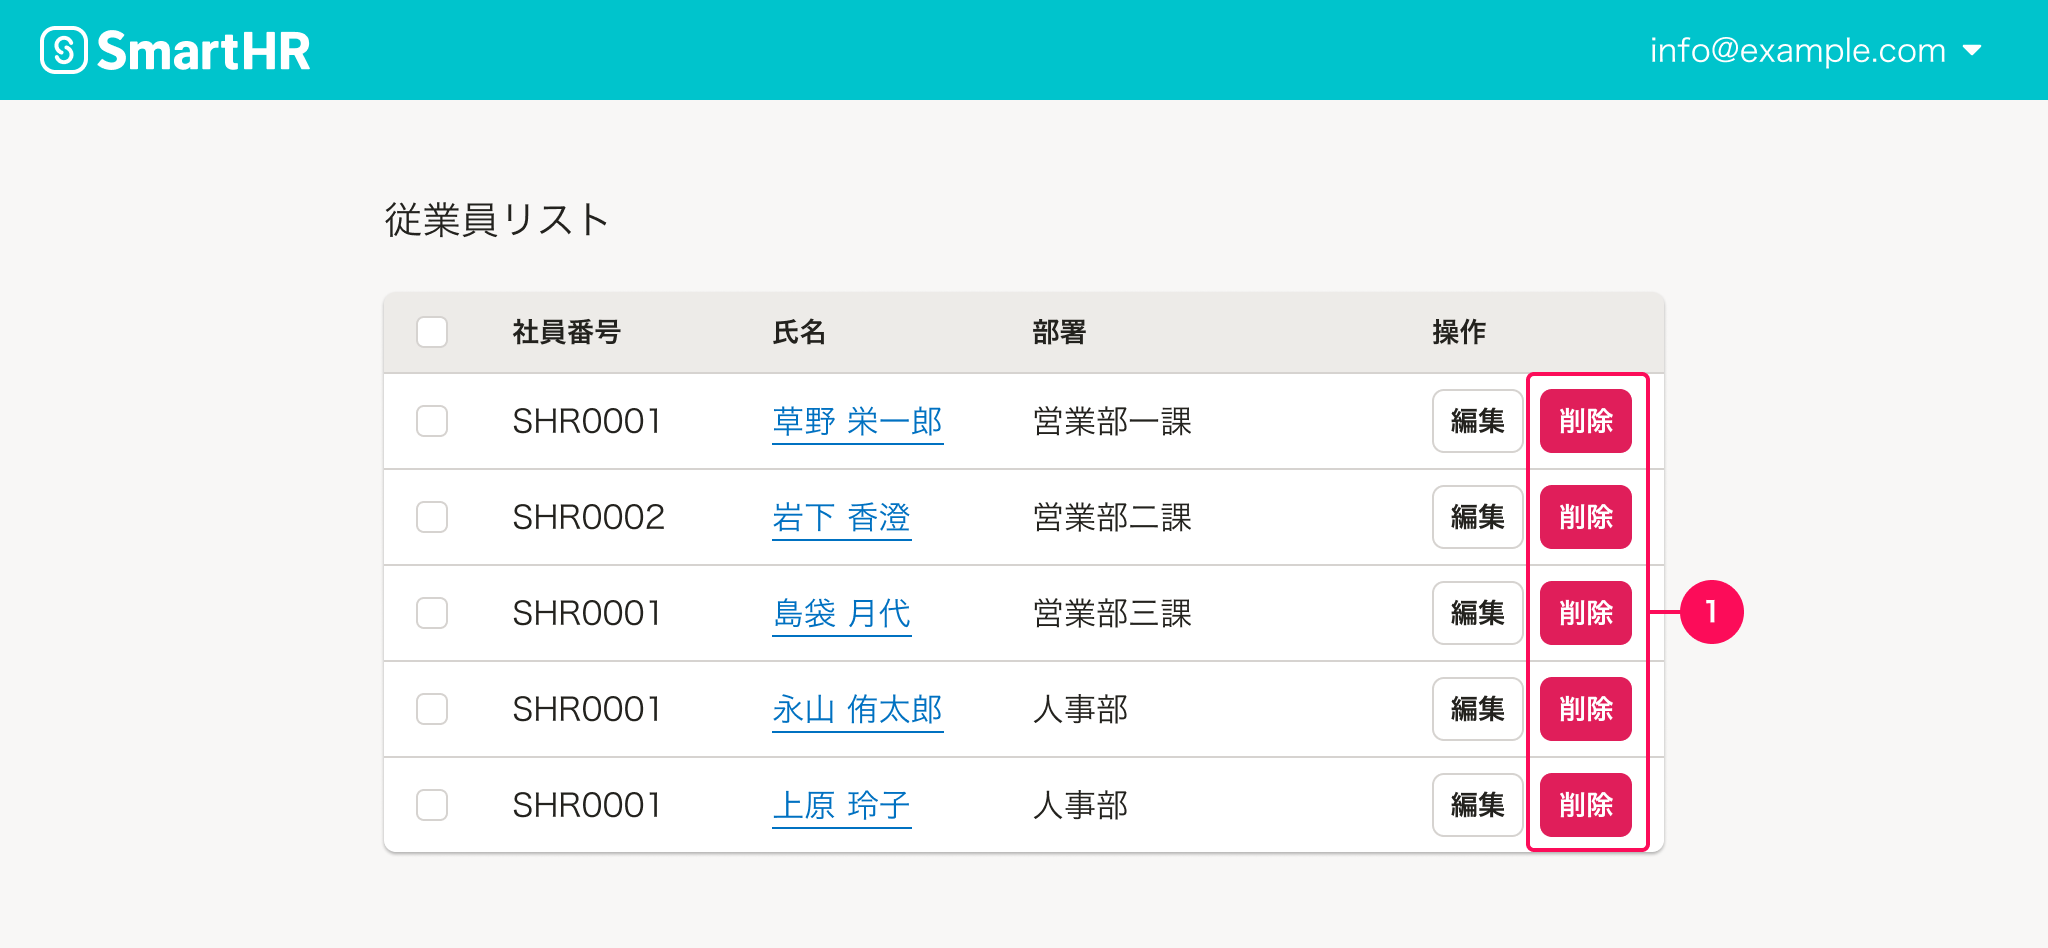 SmartHR info@example.com
従業員リスト
社員番号 氏名 部署 操作
SHR0001 草野 栄一郎 営業部一課 編集 削除
SHR0002 岩下 香澄 営業部二課 編集 削除
SHR0001 島袋 月代 営業部三課 編集 削除 1
SHR0001 永山 侑太郎 人事部 編集 削除
SHR0001 上原 玲子 人事部 編集 削除